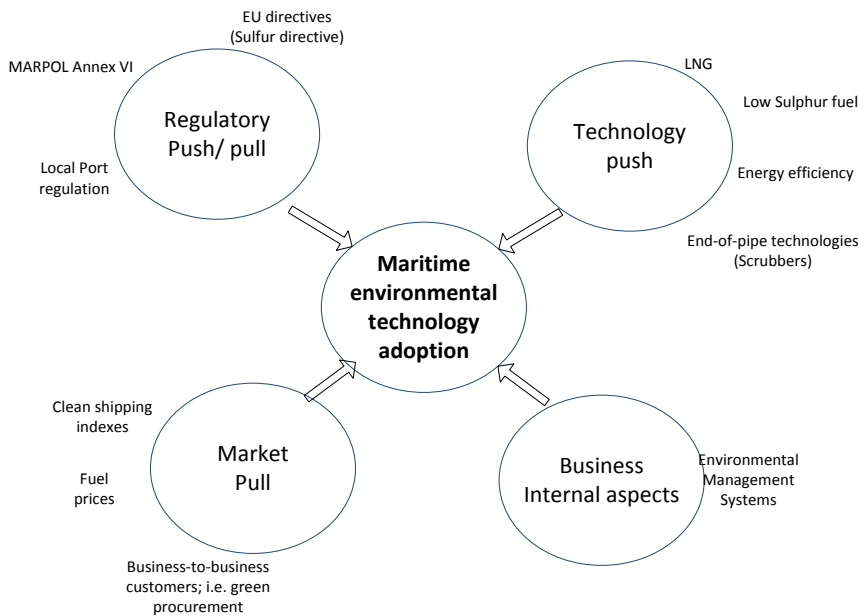 EU directives
(Sulfur directive)
MARPOL Annex VI
Regulatory
Push/ pull
Local Port
regulation
LNG
Low Sulphur fuel
Technology
push
Energy efficiency
End-of-pipe technologies
(Scrubbers)
Maritime
environmental
technology
adoption
Clean shipping
indexes
Market
Pull
Fuel
prices
Business-to-business
customers; i.e. green
procurement
Business
Internal aspects
Environmental
Management
Systems